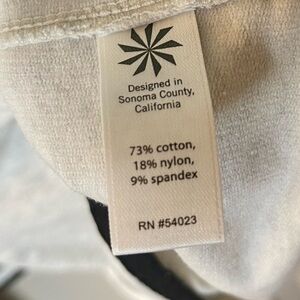 Designed in
Sonoma County,
California
73% cotton,
18% nylon,
9% spandex
RN #54023